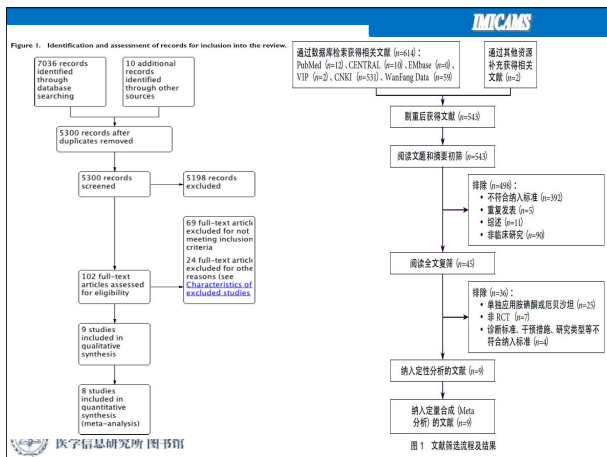 IMICAMS
Figure 1. Identification and assessment of records for inclusion into the review.
7036 records
identified
through
database
searching
10 additional
records
identified
through other
sources
5300 records after
duplicates removed
5300 records
screened
5198 records
excluded
102 full-text
articles assessed
for eligibility
69 full-text articl
excluded for not
meeting inclusion
criteria
24 full-text articl
excluded for othe
reasons (see
Characteristics of
excluded studies
9 studies
included in
qualitative
synthesis
8 studies
included in
quantitative
synthesis
(meta-analysis)
通过数据库检索获得相关文献 (n=614)：
PubMed (n=12)、CENTRAL (n=10)、EMbase (n=0)、
VIP (n=2)、CNKI (n=531)、WanFang Data (n=59)
通过其他资源
补充获得相关
文献 (n=2)
剔重后获得文献 (n=543)
阅读文题和摘要初筛 (n=543)
排除 (n=498)：
• 不符合纳入标准 (n=392)
• 重复发表 (n=5)
• 综述 (n=11)
• 非临床研究 (n=90)
阅读全文复筛 (n=45)
排除 (n=36)：
• 单独应用胺碘酮或厄贝沙坦 (n=25)
• 非 RCT (n=7)
• 诊断标准、干预措施、研究类型等不
符合纳入标准 (n=4)
纳入定性分析的文献 (n=9)
纳入定量合成 (Meta
分析) 的文献 (n=9)
图 1 文献筛选流程及结果
医学信息研究所 图书馆